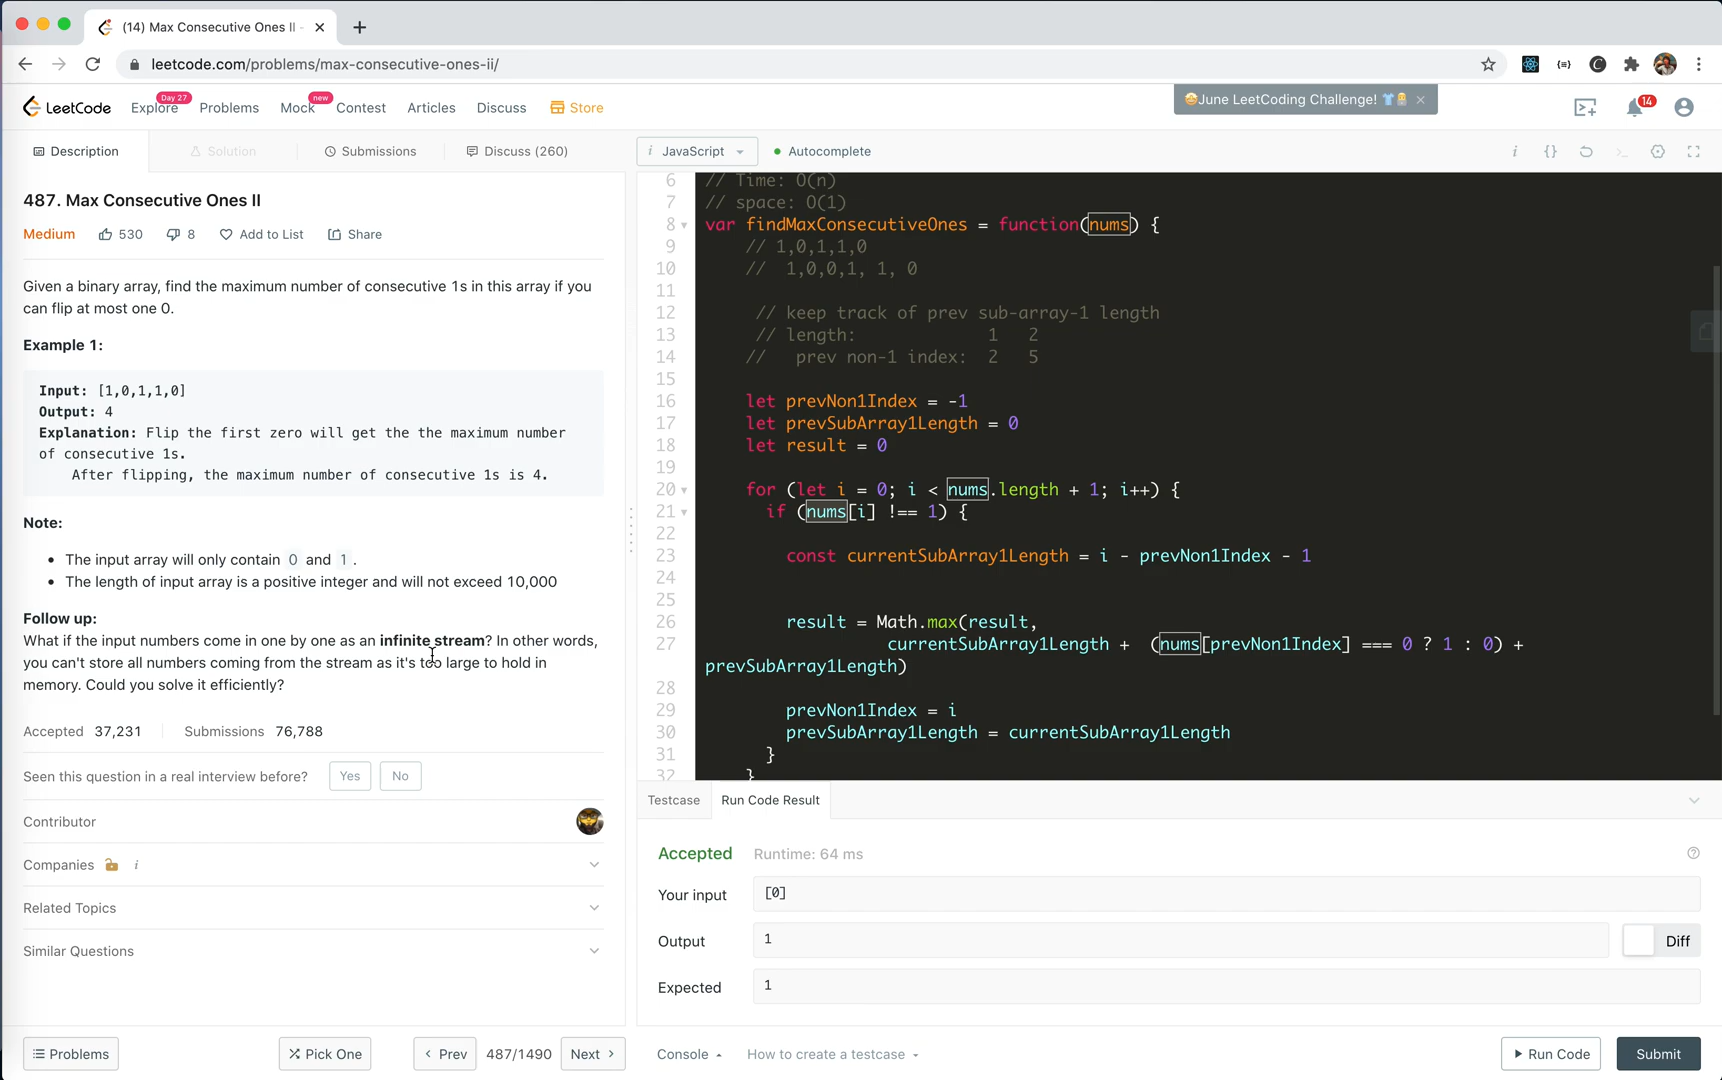 (14) Max Consecutive Ones II -
leetcode.com/problems/max-consecutive-ones-ii/
LeetCode
Explore
Day 27
Problems
Mock
new
Contest
Articles
Discuss
Store
🤩June LeetCoding Challenge! 👕
14
Description
Solution
Submissions
Discuss (260)
487. Max Consecutive Ones II
Medium
530
8
Add to List
Share
Given a binary array, find the maximum number of consecutive 1s in this array if you
can flip at most one 0.
Example 1:
Input: [1,0,1,1,0]
Output: 4
Explanation: Flip the first zero will get the the maximum number
of consecutive 1s.
After flipping, the maximum number of consecutive 1s is 4.
Note:
• The input array will only contain 0 and 1.
• The length of input array is a positive integer and will not exceed 10,000
Follow up:
What if the input numbers come in one by one as an infinite stream? In other words,
you can't store all numbers coming from the stream as it's too large to hold in
memory. Could you solve it efficiently?
Accepted 37,231
Submissions 76,788
Seen this question in a real interview before?
Yes
No
Contributor
Companies
Related Topics
Similar Questions
Problems
Pick One
Prev
487/1490
Next
JavaScript
Autocomplete
6 // Time: O(n)
7 // space: O(1)
8 var findMaxConsecutiveOnes = function(nums) {
9 // 1,0,1,1,0
10 // 1,0,0,1, 1, 0
11
12 // keep track of prev sub-array-1 length
13 // length: 1 2
14 // prev non-1 index: 2 5
15
16 let prevNon1Index = -1
17 let prevSubArray1Length = 0
18 let result = 0
19
20 for (let i = 0; i < nums.length + 1; i++) {
21 if (nums[i] !== 1) {
22
23 const currentSubArray1Length = i - prevNon1Index - 1
24
25
26 result = Math.max(result,
27 currentSubArray1Length + (nums[prevNon1Index] === 0 ? 1 : 0) +
prevSubArray1Length)
28
29 prevNon1Index = i
30 prevSubArray1Length = currentSubArray1Length
31 }
32 }
Testcase
Run Code Result
Accepted
Runtime: 64 ms
Your input
[0]
Output
1
Diff
Expected
1
Console
How to create a testcase
Run Code
Submit